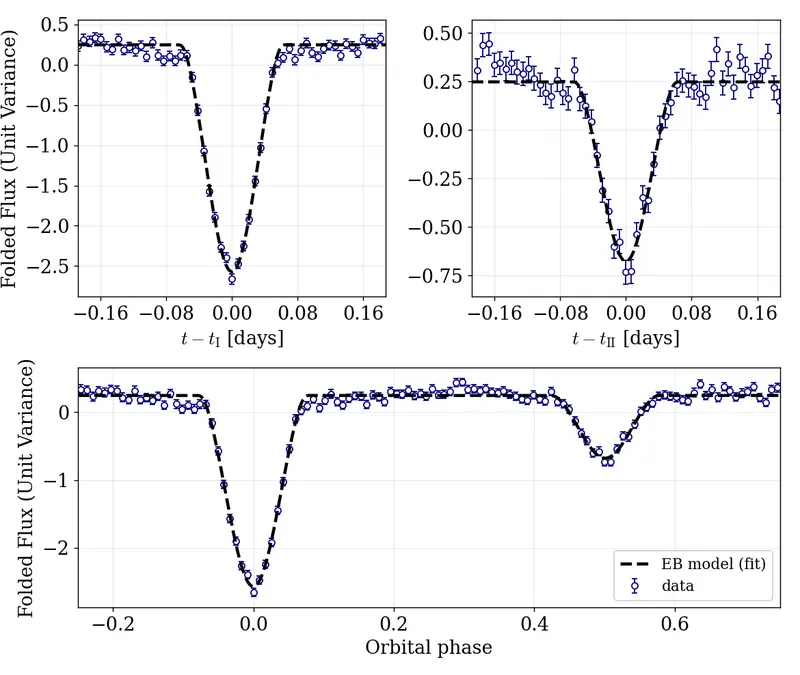 Folded Flux (Unit Variance)
0.5
0.0
−0.5
−1.0
−1.5
−2.0
−2.5
−0.16 −0.08 0.00 0.08 0.16
t − tI [days]
0.50
0.25
0.00
−0.25
−0.50
−0.75
−0.16 −0.08 0.00 0.08 0.16
t − tII [days]
Folded Flux (Unit Variance)
0
−1
−2
EB model (fit)
data
−0.2 0.0 0.2 0.4 0.6
Orbital phase